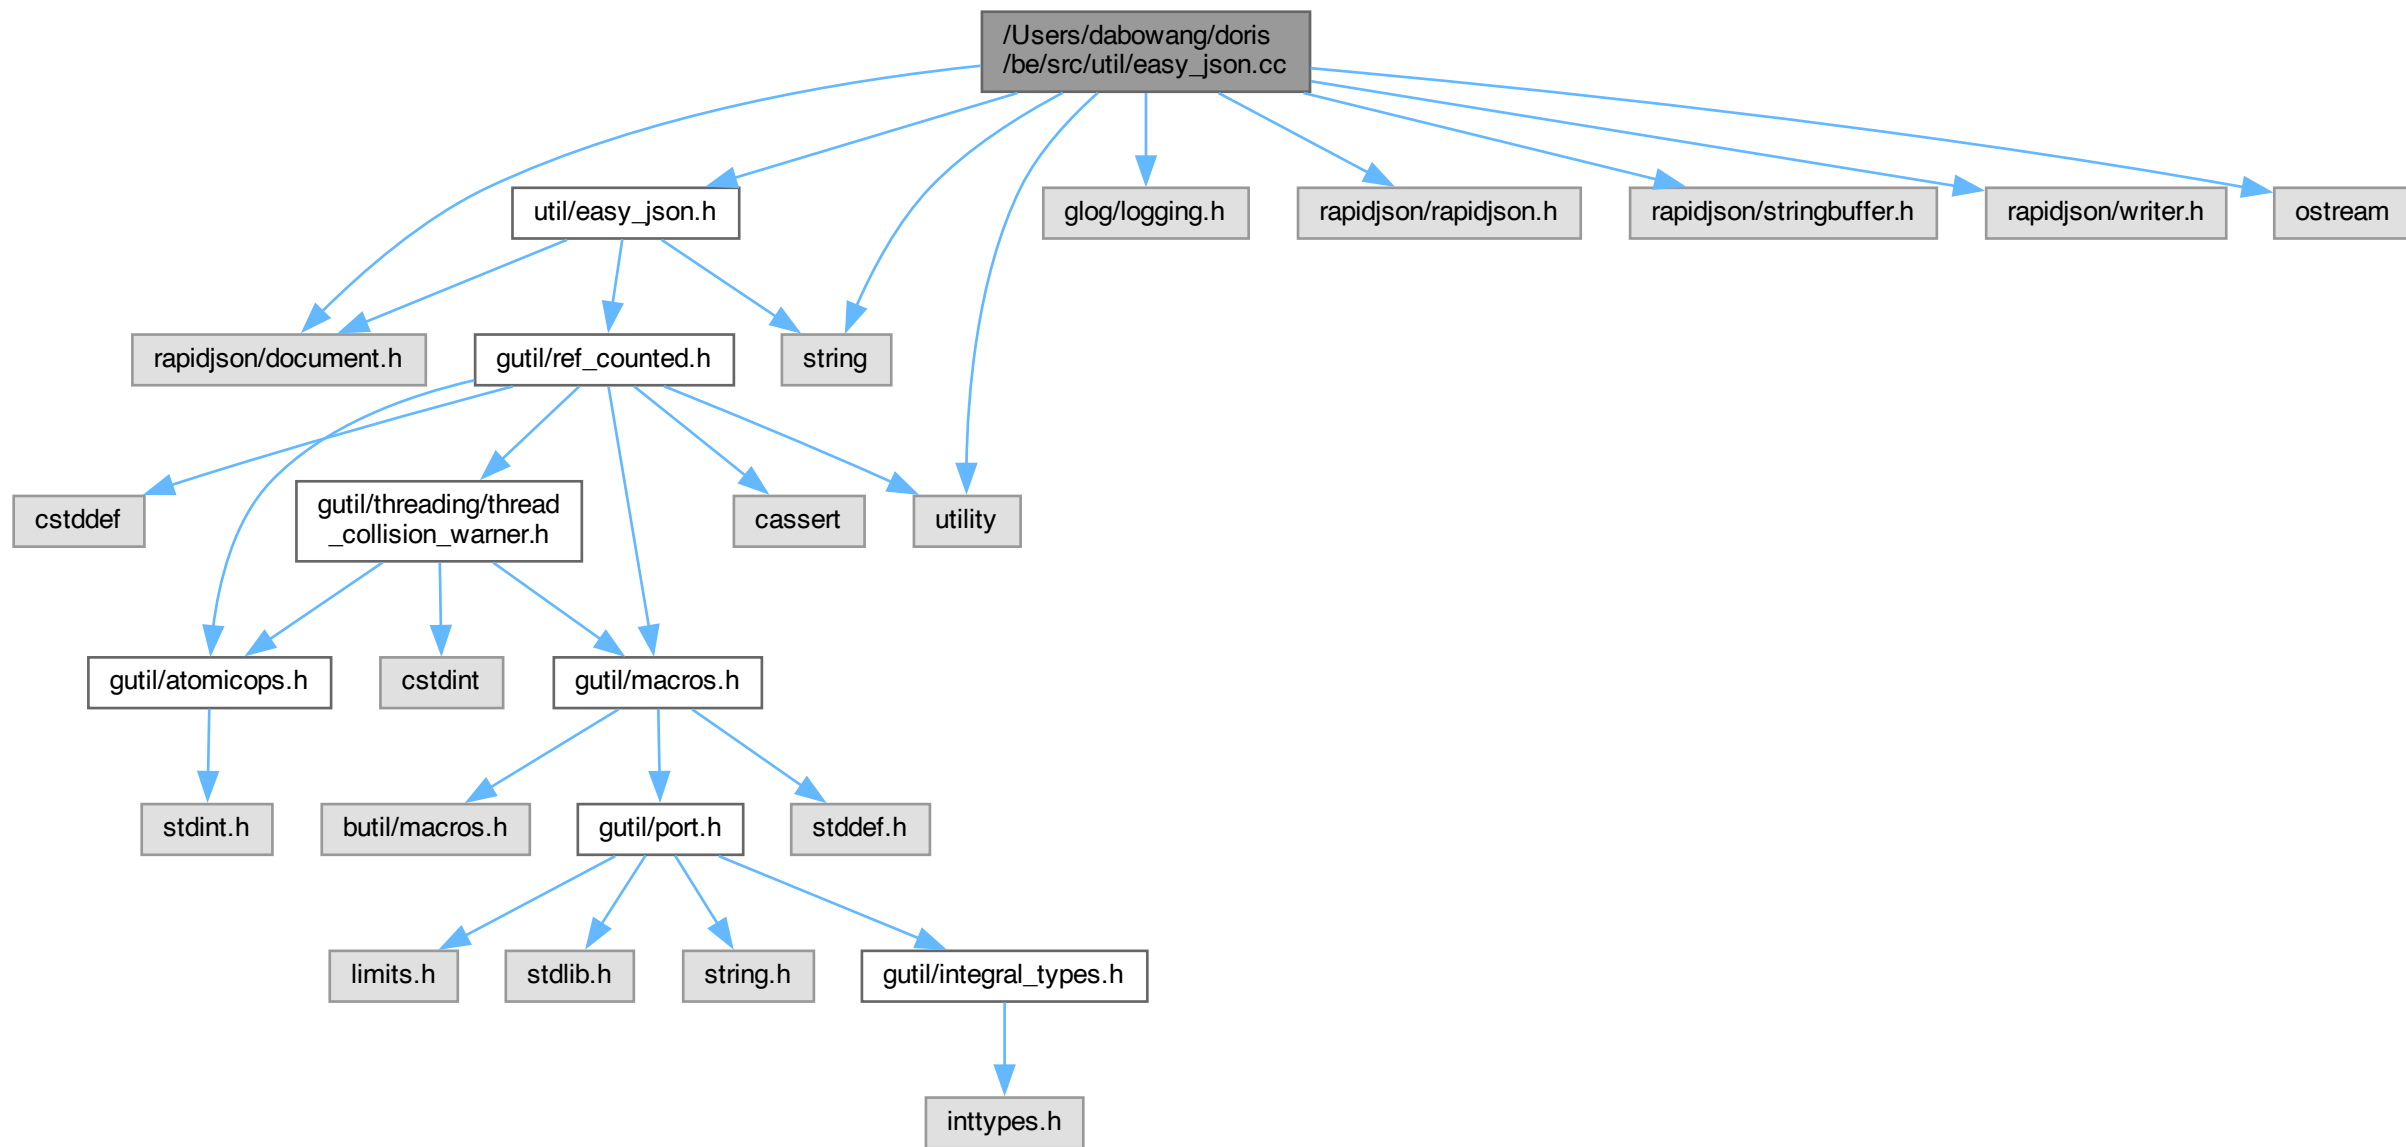 /Users/dabowang/doris
/be/src/util/easy_json.cc
util/easy_json.h
glog/logging.h
rapidjson/rapidjson.h
rapidjson/stringbuffer.h
rapidjson/writer.h
ostream
rapidjson/document.h
gutil/ref_counted.h
string
cstddef
gutil/threading/thread
_collision_warner.h
cassert
utility
gutil/atomicops.h
cstdint
gutil/macros.h
stdint.h
butil/macros.h
gutil/port.h
stddef.h
limits.h
stdlib.h
string.h
gutil/integral_types.h
inttypes.h